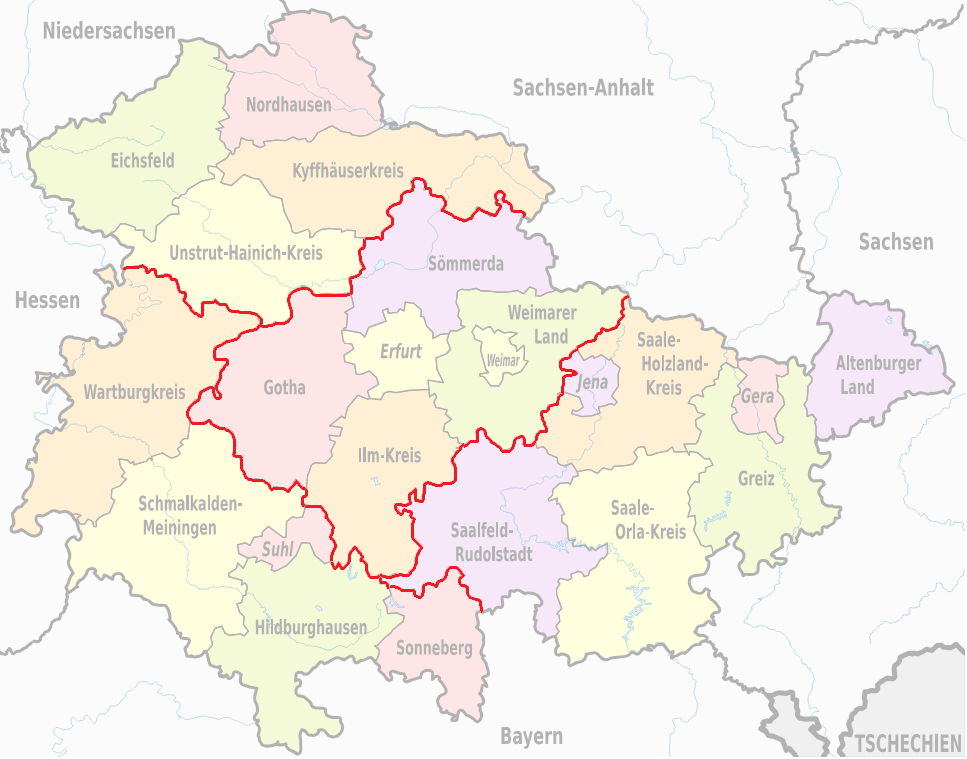 Niedersachsen
Sachsen-Anhalt
Nordhausen
Eichsfeld
Kyffhäuserkreis
Sachsen
Unstrut-Hainich-Kreis
Sömmerda
Hessen
Weimarer
Land
Saale-
Holzland-
Kreis
Erfurt
Weimar
Altenburger
Land
Jena
Gotha
Wartburgkreis
Gera
Ilm-Kreis
Greiz
Schmalkalden-
Meiningen
Saale-
Orla-Kreis
Saalfeld-
Rudolstadt
Suhl
Hildburghausen
Sonneberg
Bayern
TSCHECHIEN